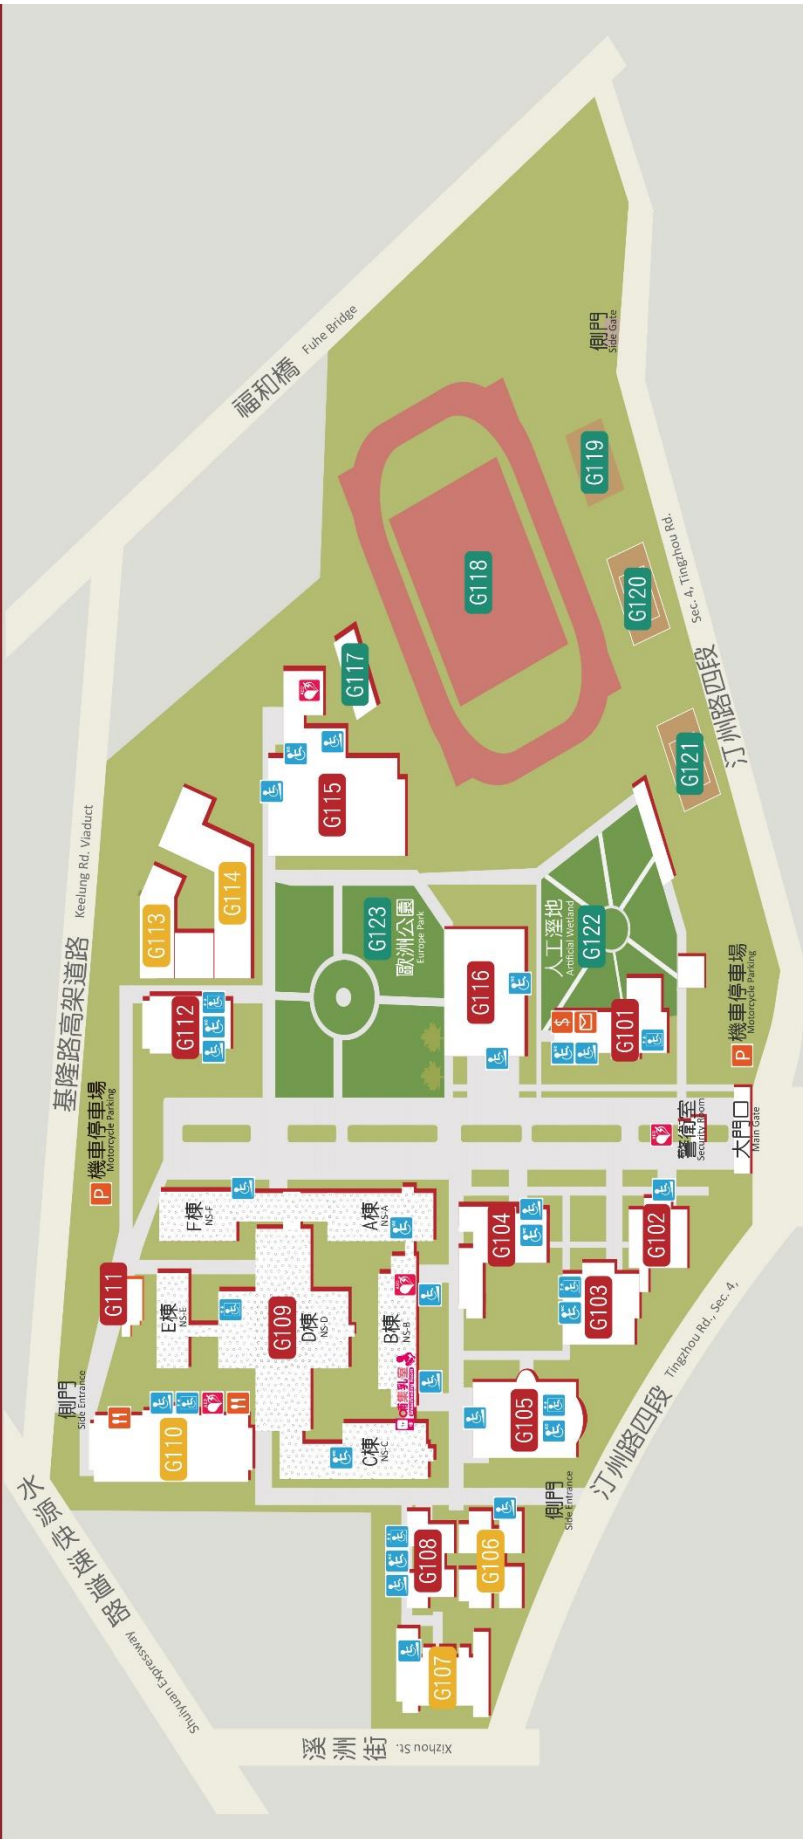 福和橋 Fuhe Bridge
側門
Side Gate
G119
G118
G120
Sec. 4, Tingzhou Rd.
汀州路四段
G117
G121
G115
基隆路高架道路 Keelung Rd. Viaduct
G113
G114
G123
歐洲公園
Europe Park
人工溼地
Artificial Wetland
G122
G112
G116
$
G101
P 機車停車場
Motorcycle Parking
P 機車停車場
Motorcycle Parking
警衛室
Security Room
大門口
Main Gate
F棟
NS-F
A棟
NS-A
G104
G102
G111
E棟
NS-E
G109
D棟
NS-D
B棟
NS-B
G103
哺集乳室
側門
Side Entrance
G110
C棟
NS-C
G105
汀州路四段 Tingzhou Rd., Sec. 4,
側門
Side Entrance
水源快速道路 Shuiyuan Expressway
G108
G106
G107
溪洲街 Xizhou St.